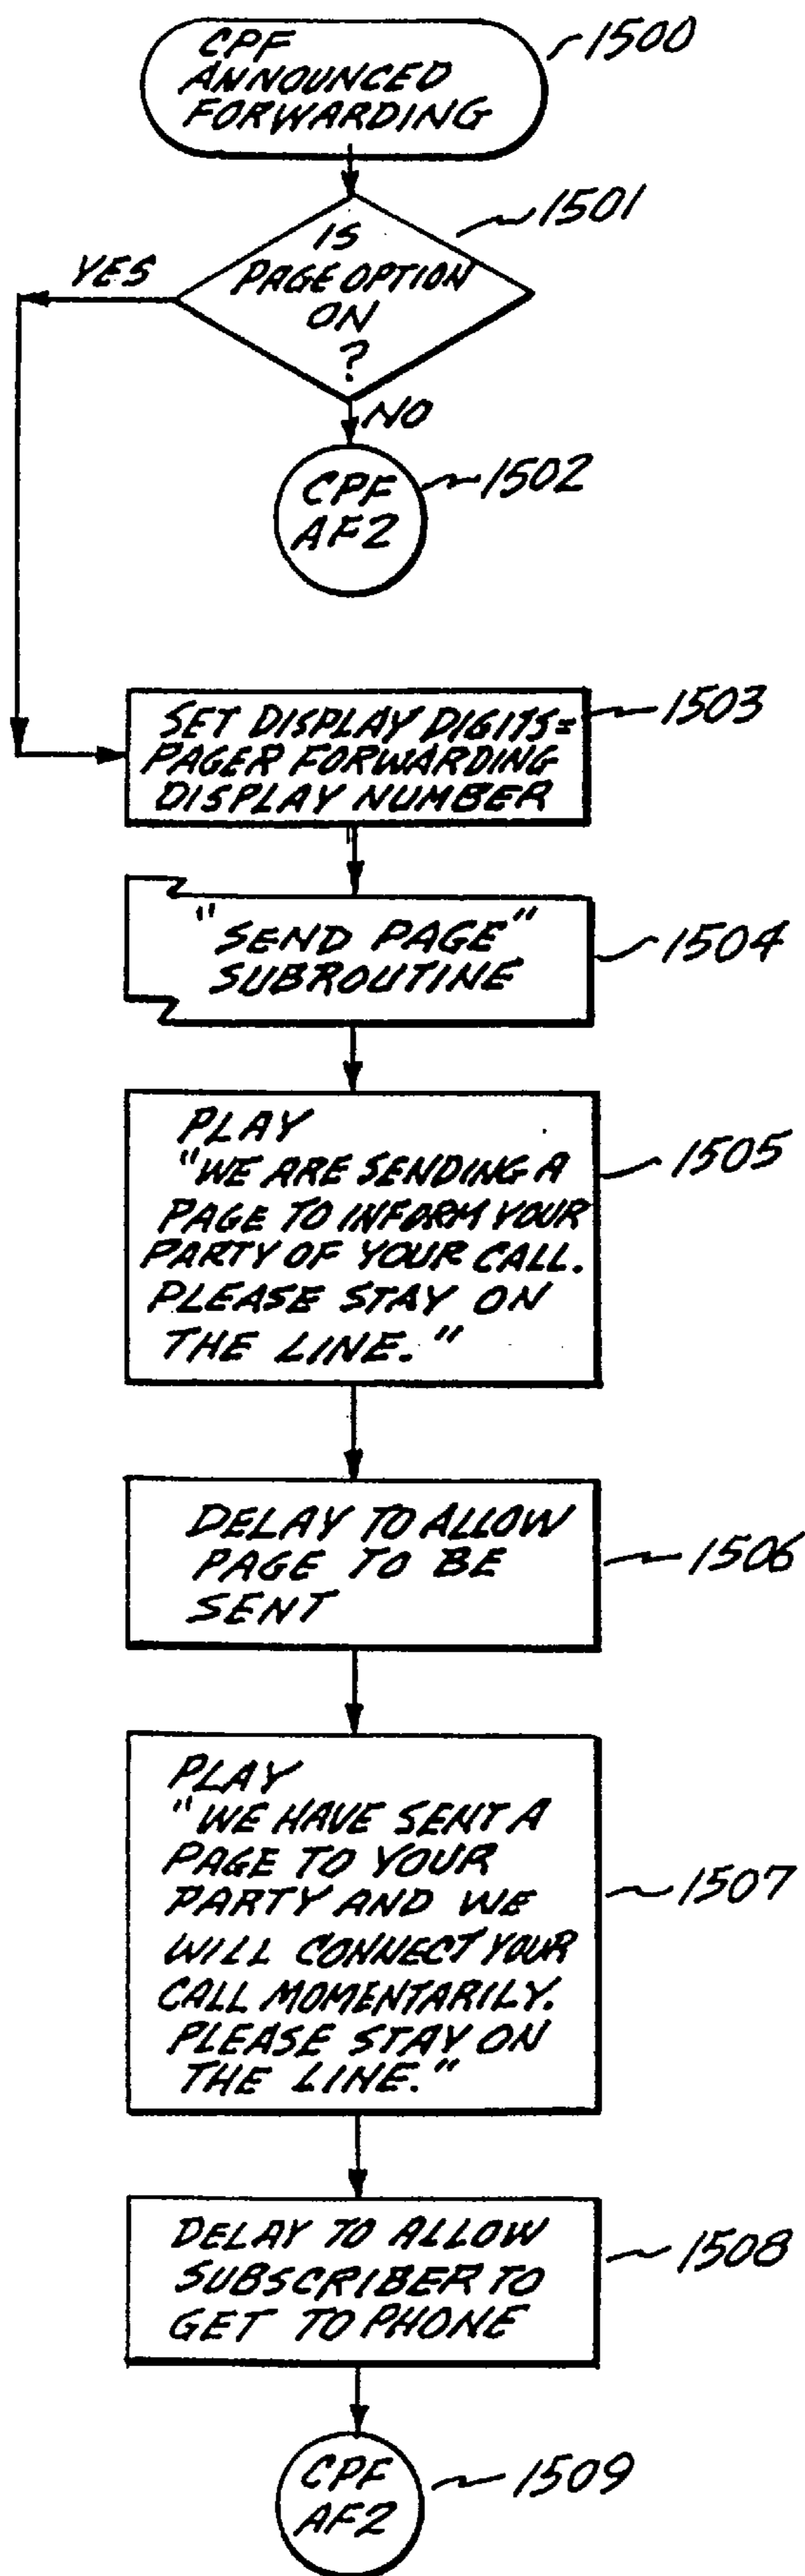 CPF
ANNOUNCED
FORWARDING
1500
1501
IS
PAGE OPTION
ON
?
YES
NO
CPF
AF2
1502
SET DISPLAY DIGITS=
PAGER FORWARDING
DISPLAY NUMBER
1503
"SEND PAGE"
SUBROUTINE
1504
PLAY
"WE ARE SENDING A
PAGE TO INFORM YOUR
PARTY OF YOUR CALL.
PLEASE STAY ON
THE LINE."
1505
DELAY TO ALLOW
PAGE TO BE
SENT
1506
PLAY
"WE HAVE SENT A
PAGE TO YOUR
PARTY AND WE
WILL CONNECT YOUR
CALL MOMENTARILY.
PLEASE STAY ON
THE LINE."
1507
DELAY TO ALLOW
SUBSCRIBER TO
GET TO PHONE
1508
CPF
AF2
1509